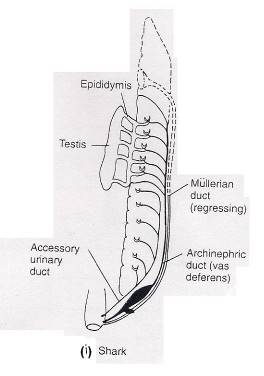 Epididymis
Testis
Müllerian
duct
(regressing)
Accessory
urinary
duct
Archinephric
duct (vas
deferens)
(i) Shark